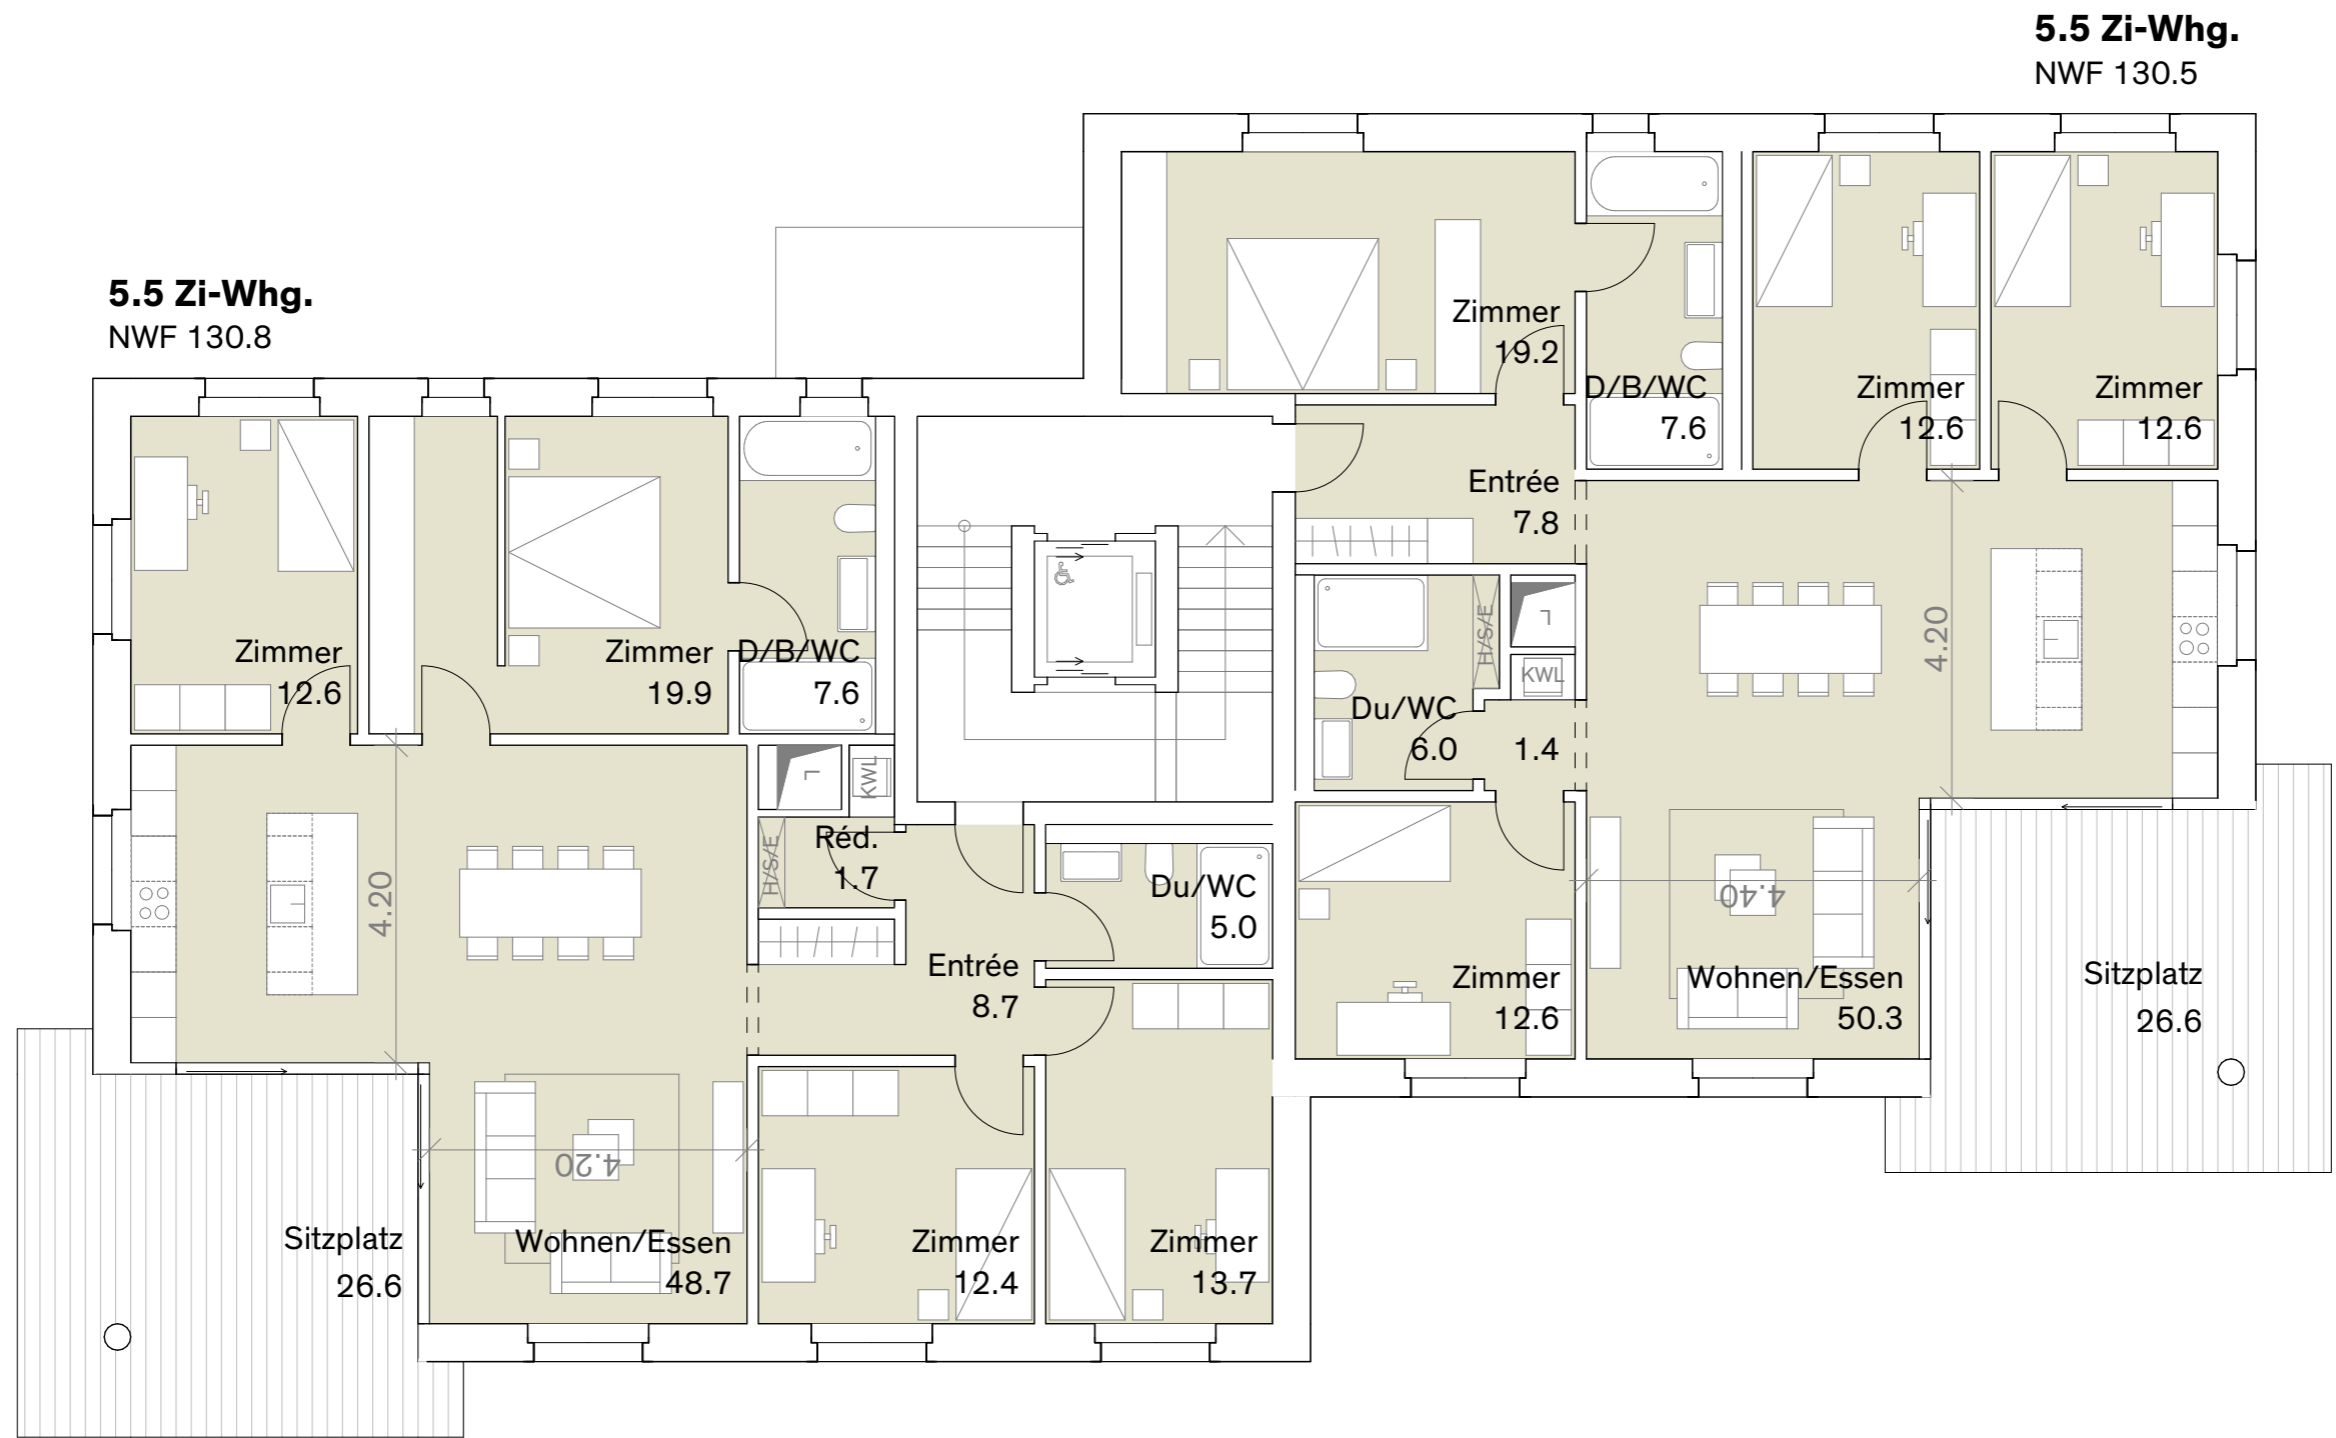 5.5 Zi-Whg.
NWF 130.5
5.5 Zi-Whg.
NWF 130.8
Zimmer
19.2
D/B/WC
7.6
Zimmer
12.6
Zimmer
12.6
Entrée
7.8
H/S/E
L
KWL
Du/WC
6.0
1.4
4.20
Zimmer
12.6
4.40
Wohnen/Essen
50.3
Sitzplatz
26.6
Zimmer
12.6
Zimmer
19.9
D/B/WC
7.6
L
KWL
H/S/E
Réd.
1.7
4.20
Du/WC
5.0
Entrée
8.7
4.20
Wohnen/Essen
48.7
Sitzplatz
26.6
Zimmer
12.4
Zimmer
13.7